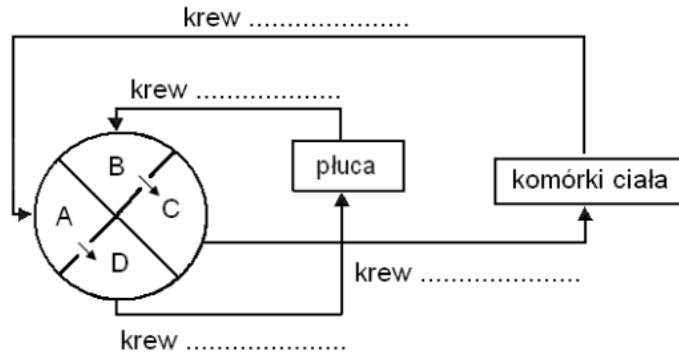 krew .....................
krew ...................
B
płuca
komórki ciała
A
C
D
krew .....................
krew .....................